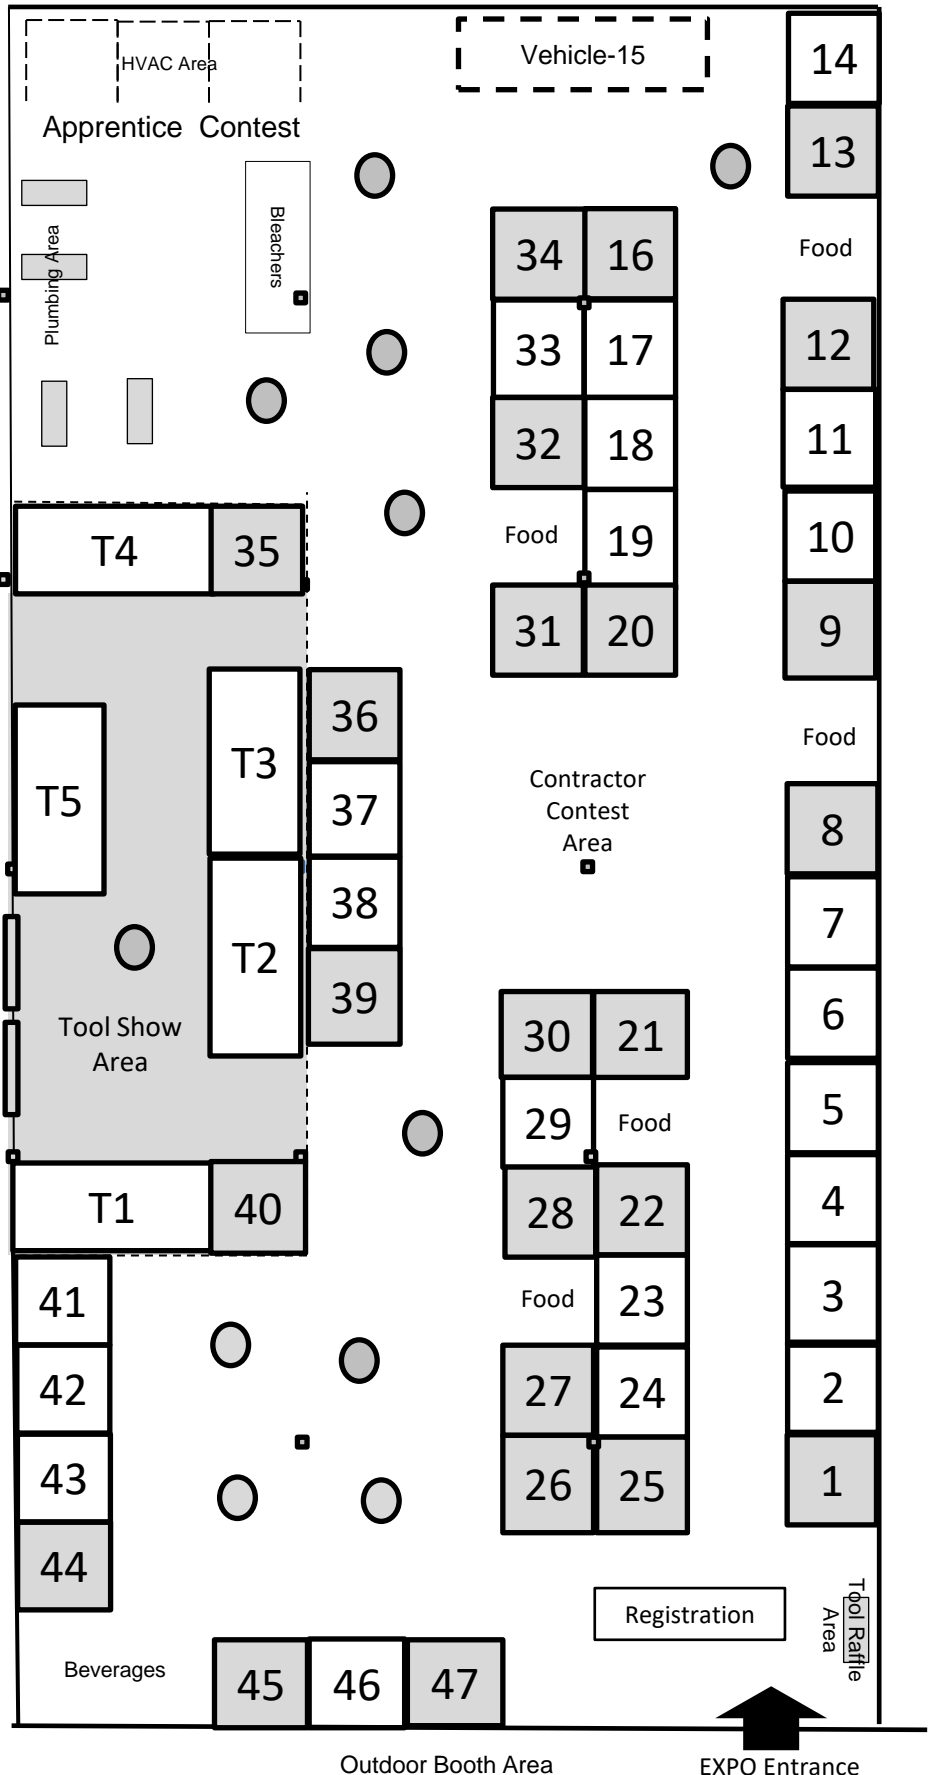 HVAC Area
Vehicle-15
14
Apprentice Contest
13
Bleachers
Plumbing Area
34
16
Food
33
17
12
32
18
11
Food
19
10
T4
35
31
20
9
36
T3
Food
T5
37
Contractor
Contest
Area
8
38
7
T2
39
6
Tool Show
Area
30
21
29
Food
5
T1
40
28
22
4
41
Food
23
3
42
27
24
2
43
26
25
1
44
Registration
Tool Raffle
Area
Beverages
45
46
47
Outdoor Booth Area
EXPO Entrance